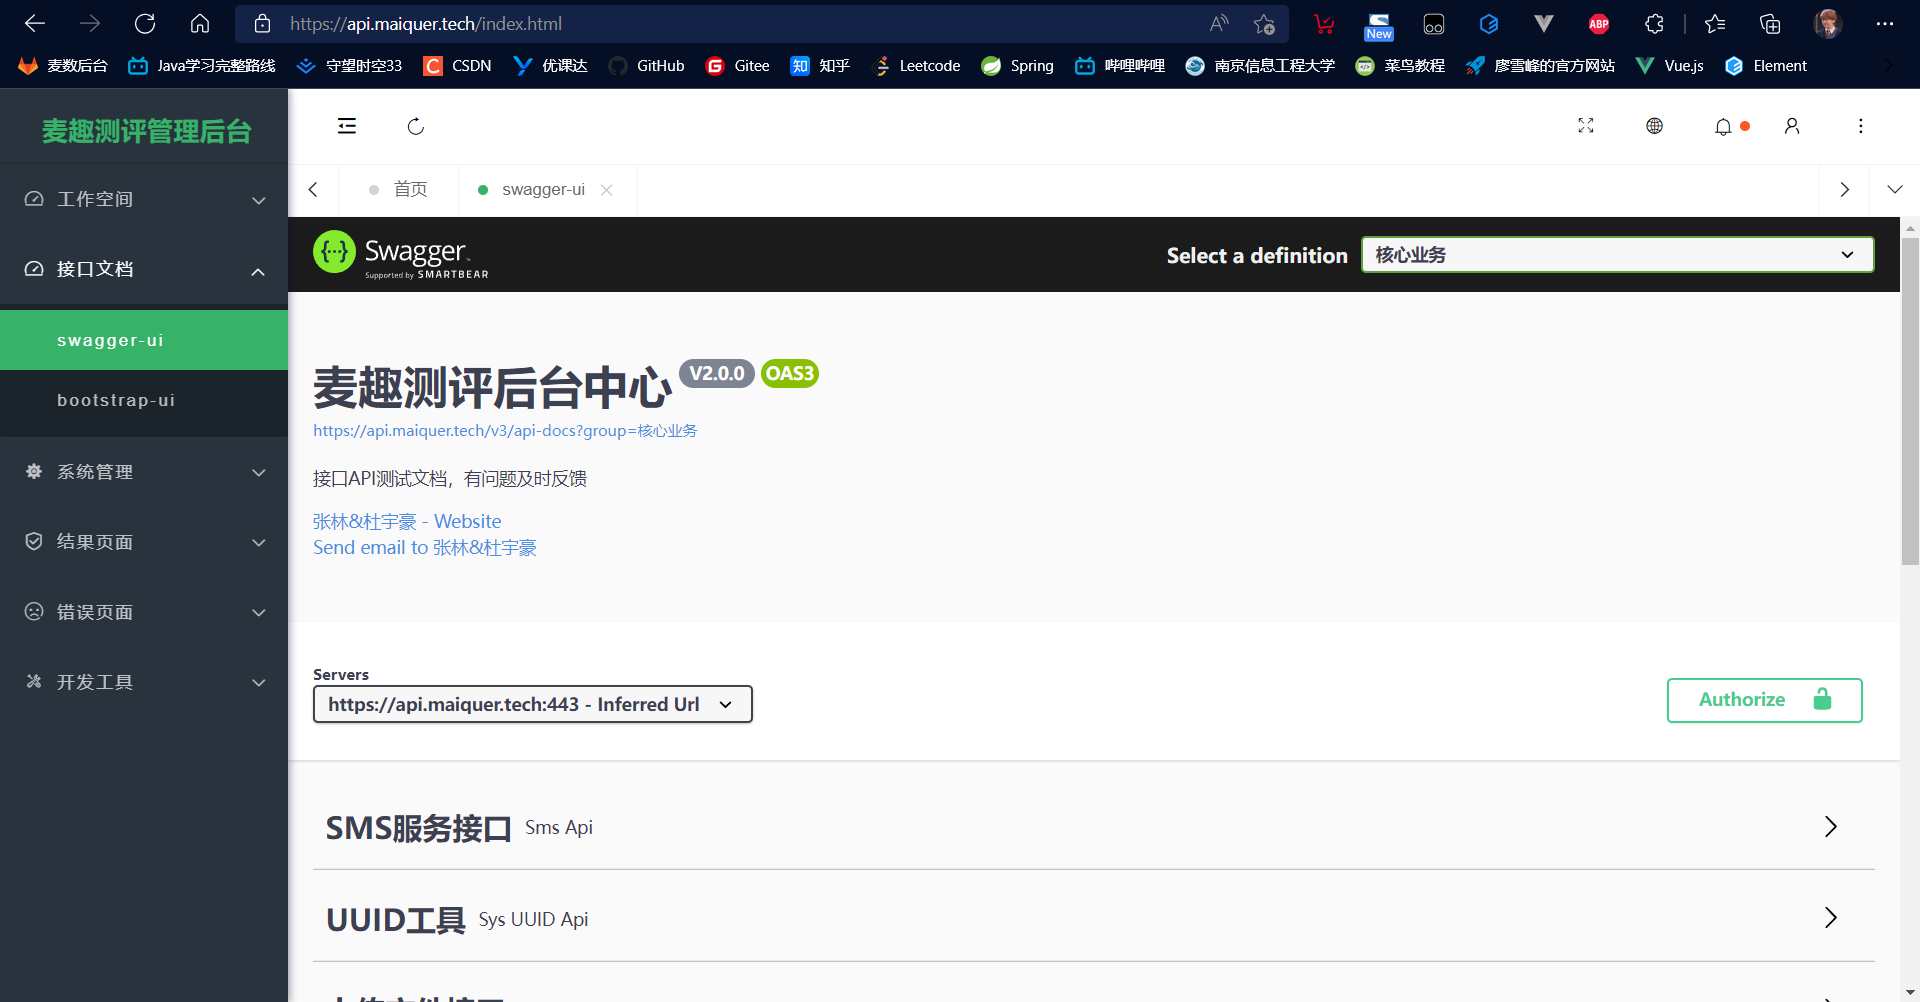 https://api.maiquer.tech/index.html
New
ABP
麦数后台
Java学习完整路线
守望时空33
C
CSDN
优课达
GitHub
G
Gitee
知
知乎
Leetcode
Spring
哔哩哔哩
南京信息工程大学
菜鸟教程
廖雪峰的官方网站
Vue.js
Element
麦趣测评管理后台
工作空间
接口文档
swagger-ui
bootstrap-ui
系统管理
结果页面
错误页面
开发工具
首页
swagger-ui
Swagger
Supported by SMARTBEAR
Select a definition
核心业务
麦趣测评后台中心 V2.0.0 OAS3
https://api.maiquer.tech/v3/api-docs?group=核心业务
接口API测试文档，有问题及时反馈
张林&杜宇豪 - Website
Send email to 张林&杜宇豪
Servers
https://api.maiquer.tech:443 - Inferred Url
Authorize
SMS服务接口 Sms Api
UUID工具 Sys UUID Api